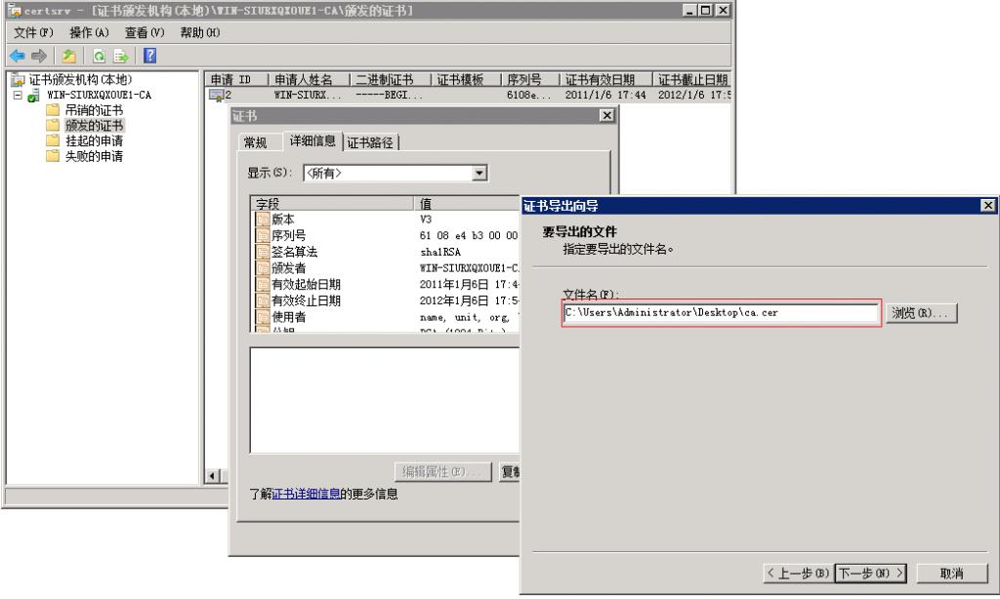 certsrv - [证书颁发机构(本地)\WIN-SIURXQXOUE1-CA\颁发的证书]
文件(F) 操作(A) 查看(V) 帮助(H)
证书颁发机构(本地)
WIN-SIURXQXOUE1-CA
吊销的证书
颁发的证书
挂起的申请
失败的申请
申请 ID 申请人姓名 二进制证书 证书模板 序列号 证书有效日期 证书截止日期
2 WIN-SIURX... -----BEGI... 6108e... 2011/1/6 17:44 2012/1/6 17:5
证书
常规 详细信息 证书路径
显示(S): <所有>
字段 值
版本 V3
序列号 61 08 e4 b3 00 00
签名算法 sha1RSA
颁发者 WIN-SIURXQXOUE1-C
有效起始日期 2011年1月6日 17:4
有效终止日期 2012年1月6日 17:5
使用者 name, unit, org,
编辑属性(E)... 复制
了解证书详细信息的更多信息
证书导出向导
要导出的文件
指定要导出的文件名。
文件名(F):
C:\Users\Administrator\Desktop\ca.cer 浏览(R)...
< 上一步(B) 下一步(N) > 取消